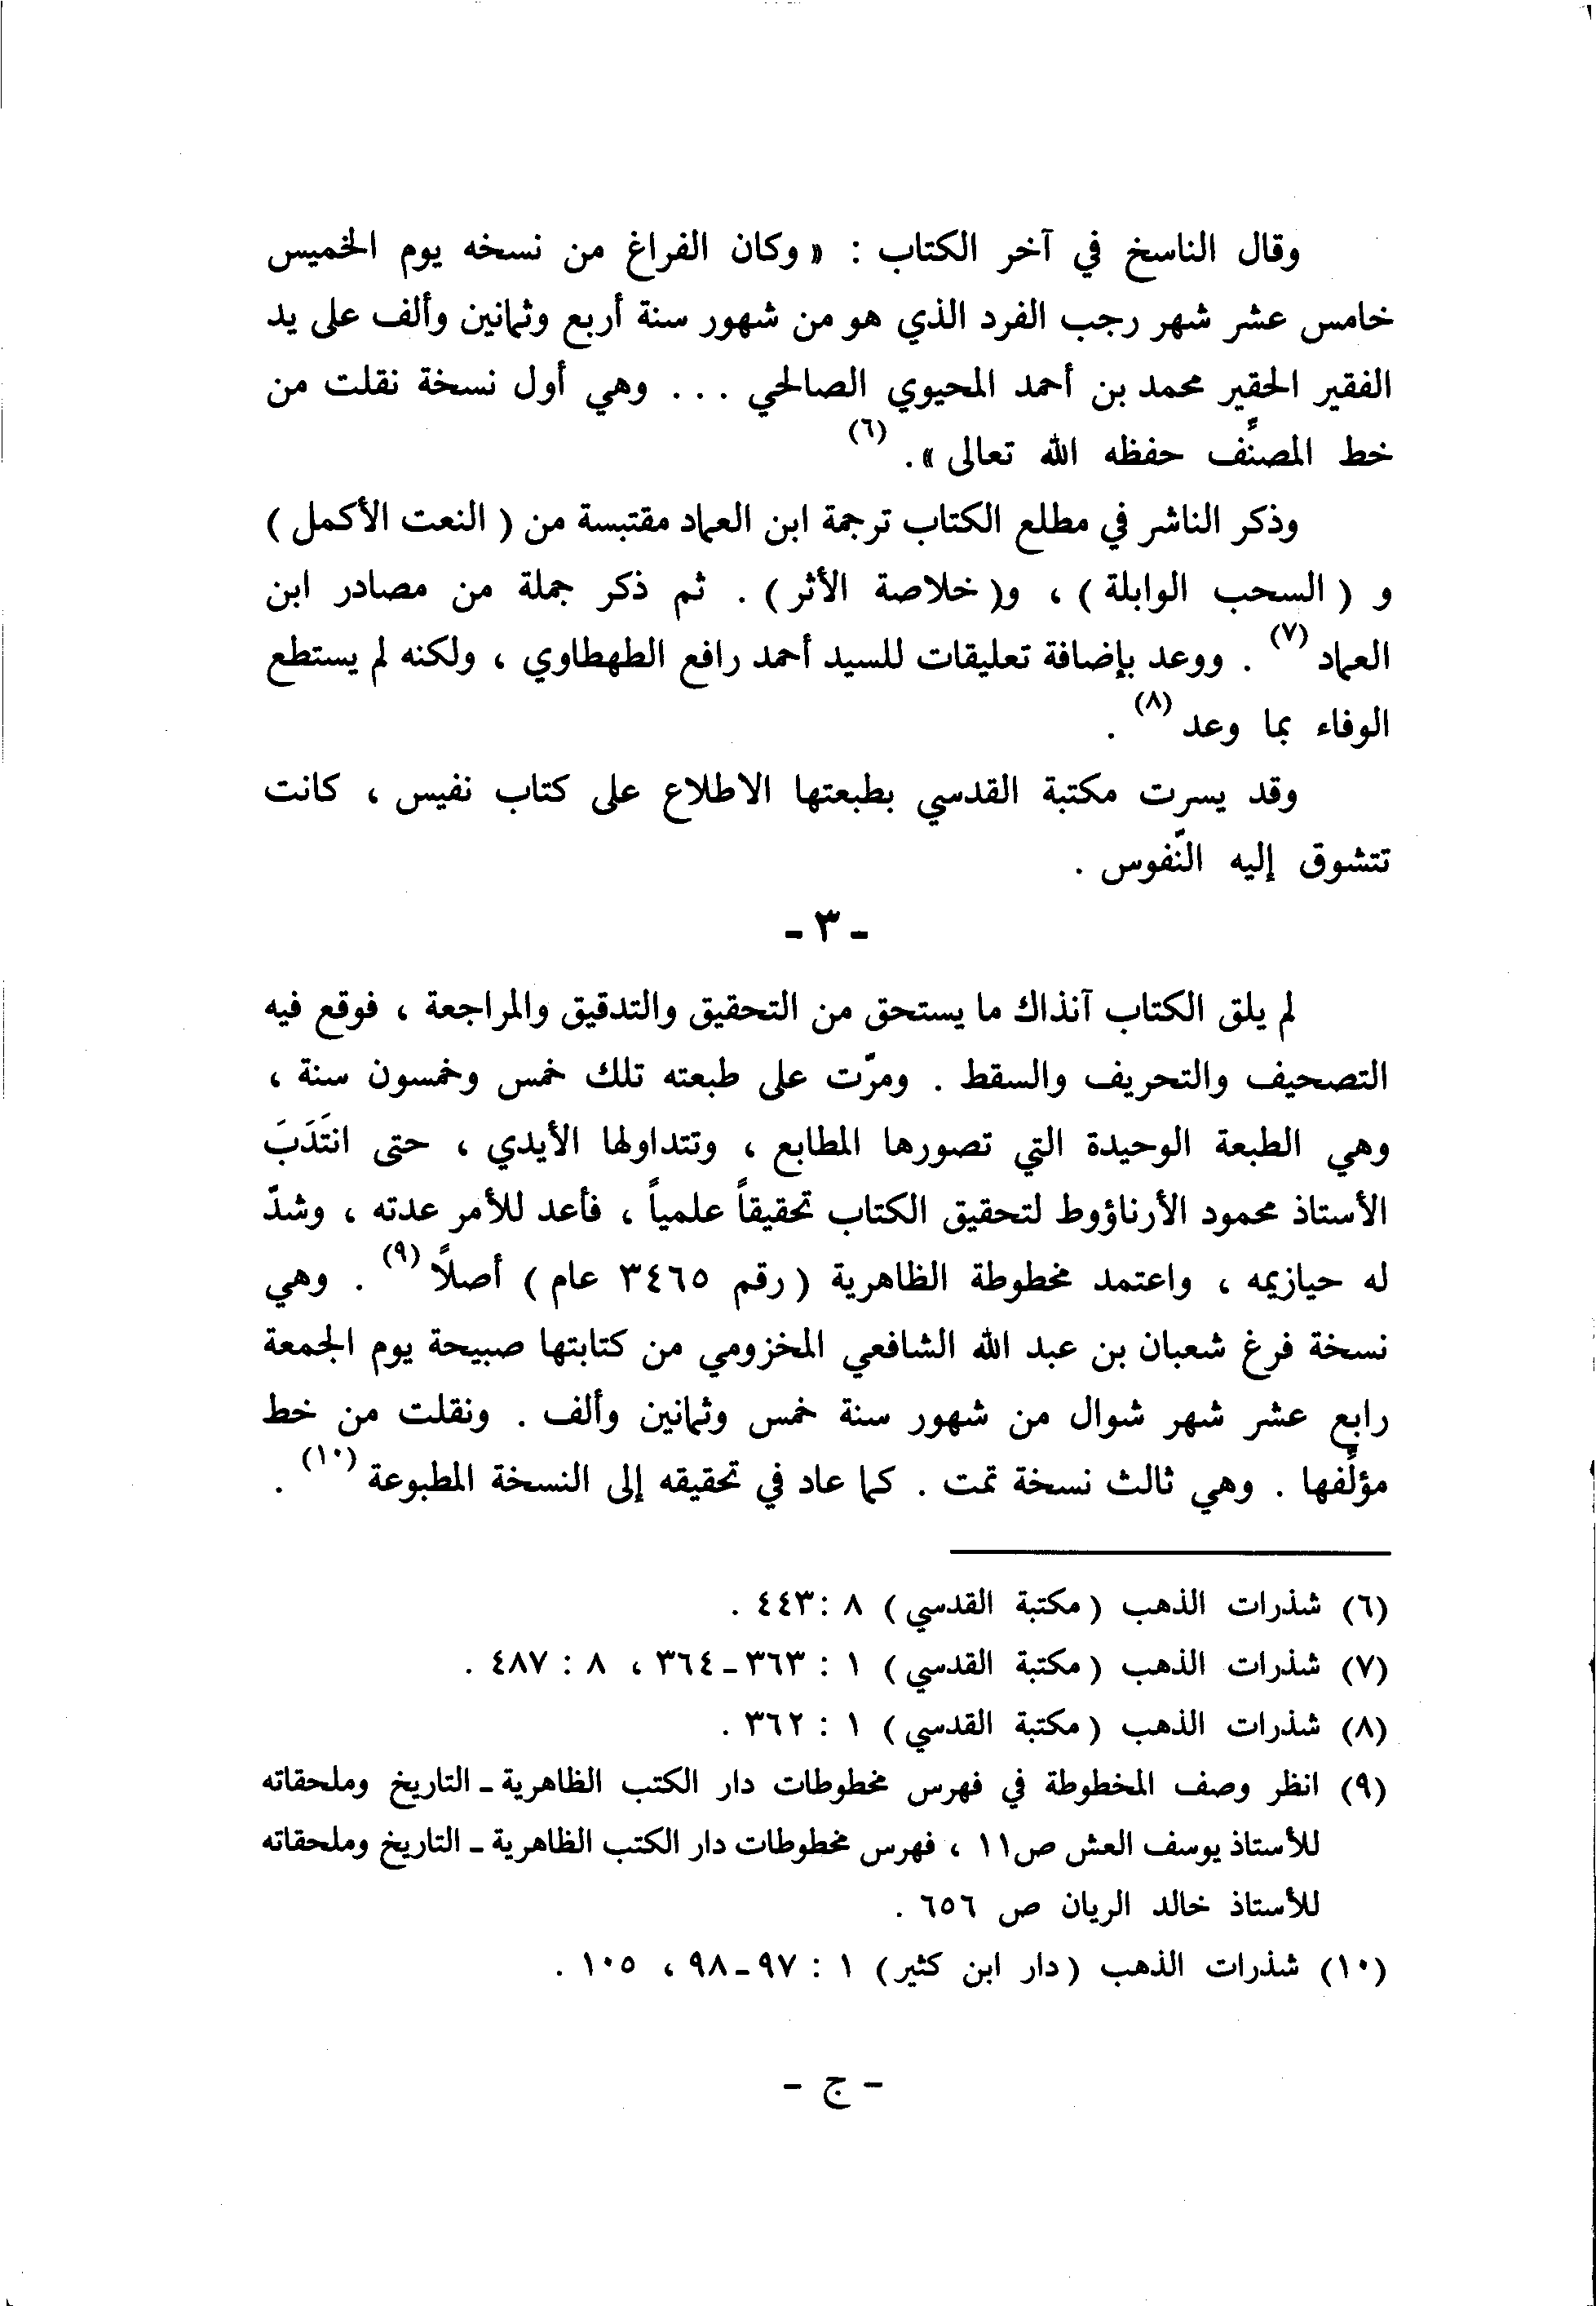 وقال الناسخ في آخر الكتاب : « وكان الفراغ من نسخه يوم الخميس
خامس عشر شهر رجب الفرد الذي هو من شهور سنة أربع وثمانين وألف على يد
الفقير الحقير محمد بن أحمد المحيوي الصالحي ... وهي أول نسخة نقلت من
خط المصنِّف حفظه الله تعالى ». (٦)
وذكر الناشر في مطلع الكتاب ترجمة ابن العماد مقتبسة من ( النعت الأكمل )
و ( السحب الوابلة ) ، و( خلاصة الأثر ) . ثم ذكر جملة من مصادر ابن
العماد (٧) . ووعد بإضافة تعليقات للسيد أحمد رافع الطهطاوي ، ولكنه لم يستطع
الوفاء بما وعد (٨) .
وقد يسرت مكتبة القدسي بطبعتها الاطلاع على كتاب نفيس ، كانت
تتشوق إليه النّفوس .
- ٣ -
لم يلق الكتاب آنذاك ما يستحق من التحقيق والتدقيق والمراجعة ، فوقع فيه
التصحيف والتحريف والسقط . ومرّت على طبعته تلك خمس وخمسون سنة ،
وهي الطبعة الوحيدة التي تصورها المطابع ، وتتداولها الأيدي ، حتى انتَدَبَ
الأستاذ محمود الأرناؤوط لتحقيق الكتاب تحقيقاً علمياً ، فأعد للأمر عدته ، وشدّ
له حيازيمه ، واعتمد مخطوطة الظاهرية ( رقم ٣٤٦٥ عام ) أصلاً (٩) . وهي
نسخة فرغ شعبان بن عبد الله الشافعي المخزومي من كتابتها صبيحة يوم الجمعة
رابع عشر شهر شوال من شهور سنة خمس وثمانين وألف . ونقلت من خط
مؤلِّفها . وهي ثالث نسخة تمت . كما عاد في تحقيقه إلى النسخة المطبوعة (١٠) .
(٦) شذرات الذهب ( مكتبة القدسي ) ٨ : ٤٤٣ .
(٧) شذرات الذهب ( مكتبة القدسي ) ١ : ٣٦٣ - ٣٦٤ ، ٨ : ٤٨٧ .
(٨) شذرات الذهب ( مكتبة القدسي ) ١ : ٣٦٢ .
(٩) انظر وصف المخطوطة في فهرس مخطوطات دار الكتب الظاهرية - التاريخ وملحقاته
للأستاذ يوسف العش ص١١ ، فهرس مخطوطات دار الكتب الظاهرية - التاريخ وملحقاته
للأستاذ خالد الريان ص ٦٥٦ .
(١٠) شذرات الذهب ( دار ابن كثير ) ١ : ٩٧ - ٩٨ ، ١٠٥ .
- ج -